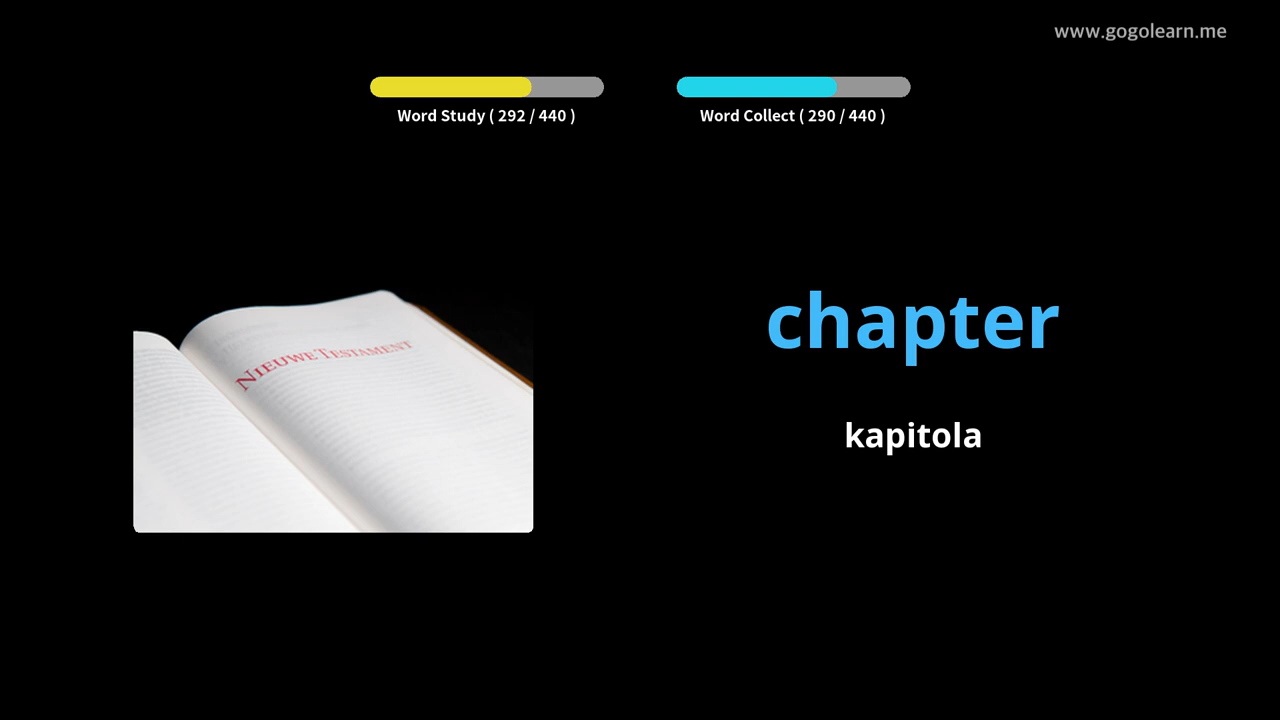 www.gogolearn.me
Word Study ( 292 / 440 )
Word Collect ( 290 / 440 )
NIEUWE TESTAMENT
chapter
kapitola